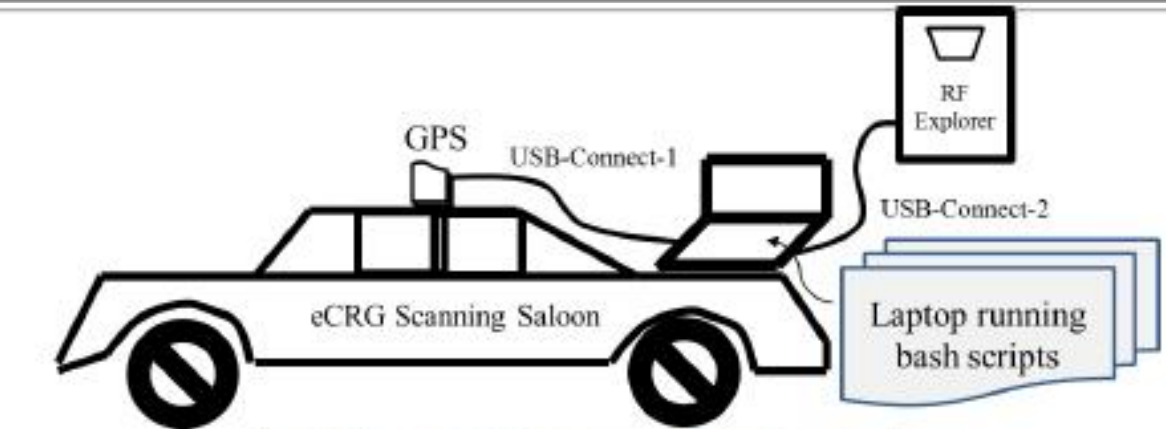 GPS
USB-Connect-1
RF
Explorer
USB-Connect-2
eCRG Scanning Saloon
Laptop running
bash scripts